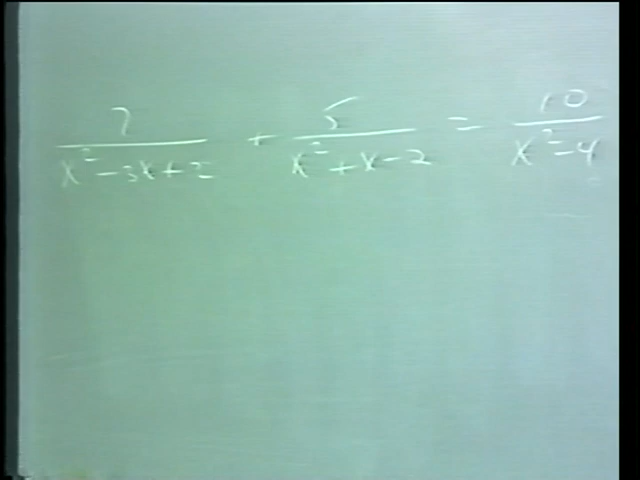 7/(x²-3x+2) + 5/(x²+x-2) = 10/(x²-4)